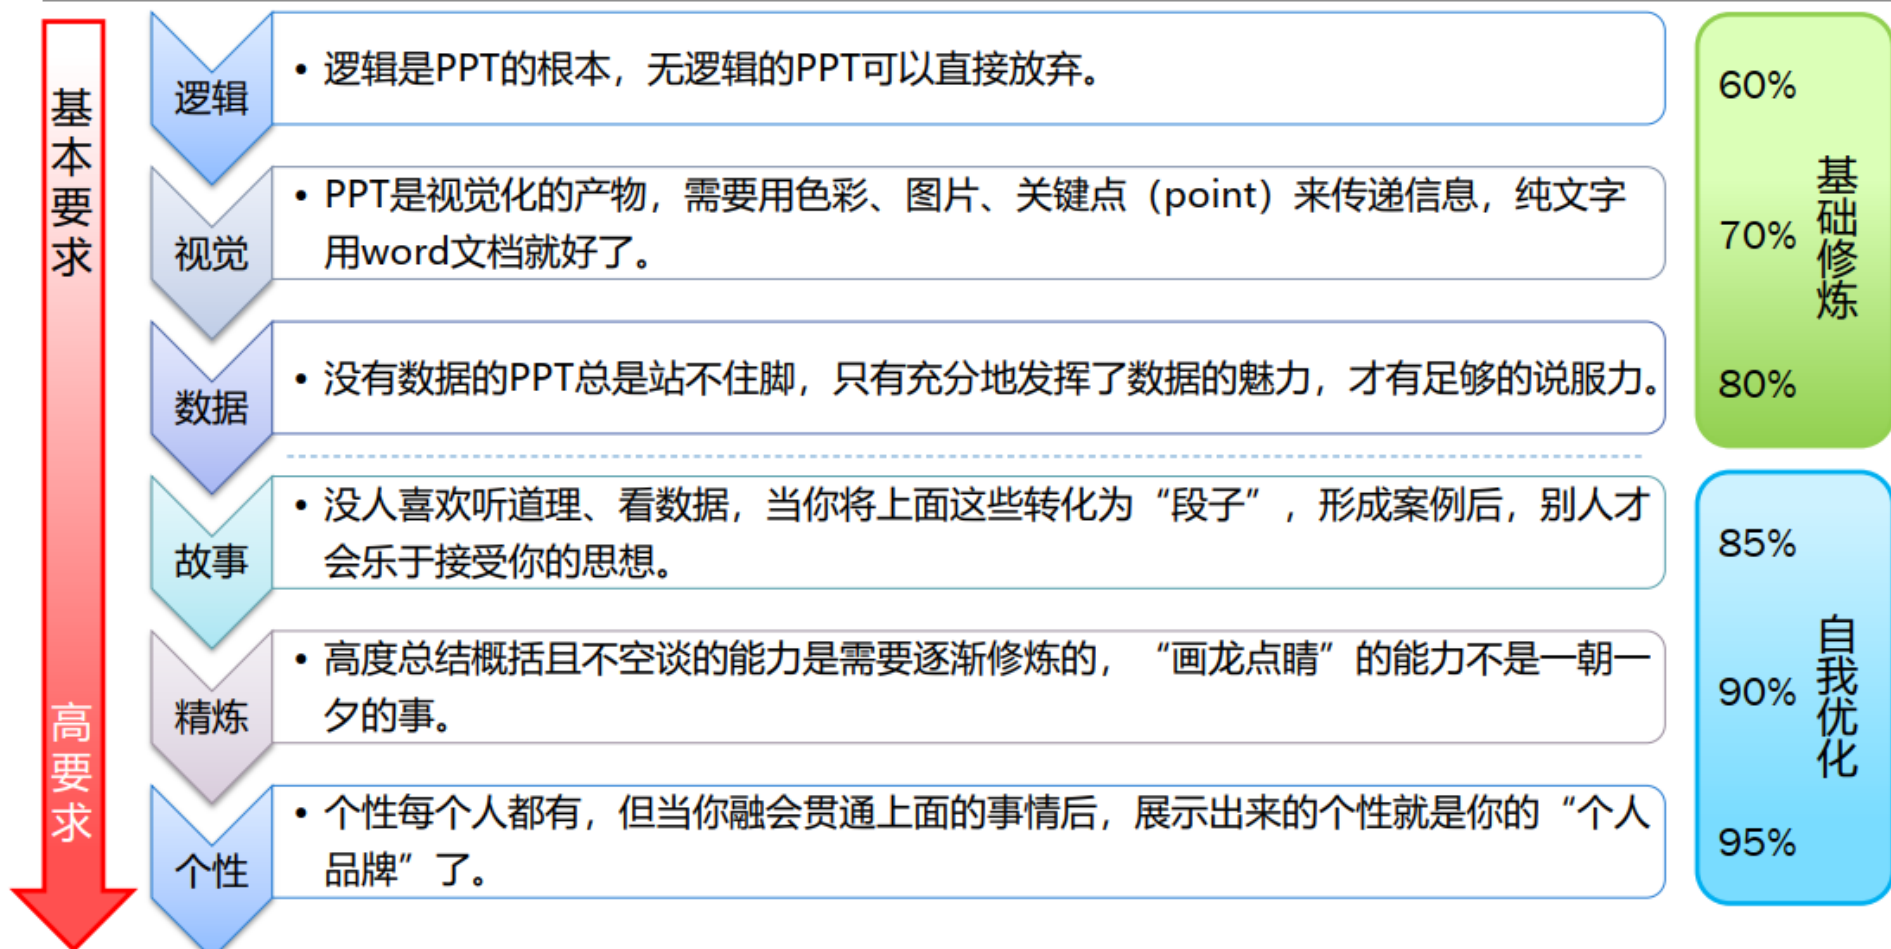 基本要求
高要求
逻辑
• 逻辑是PPT的根本，无逻辑的PPT可以直接放弃。
60%
视觉
• PPT是视觉化的产物，需要用色彩、图片、关键点（point）来传递信息，纯文字
用word文档就好了。
70%
基础修炼
数据
• 没有数据的PPT总是站不住脚，只有充分地发挥了数据的魅力，才有足够的说服力。
80%
故事
• 没人喜欢听道理、看数据，当你将上面这些转化为“段子”，形成案例后，别人才
会乐于接受你的思想。
85%
精炼
• 高度总结概括且不空谈的能力是需要逐渐修炼的，“画龙点睛”的能力不是一朝一
夕的事。
90%
自我优化
个性
• 个性每个人都有，但当你融会贯通上面的事情后，展示出来的个性就是你的“个人
品牌”了。
95%